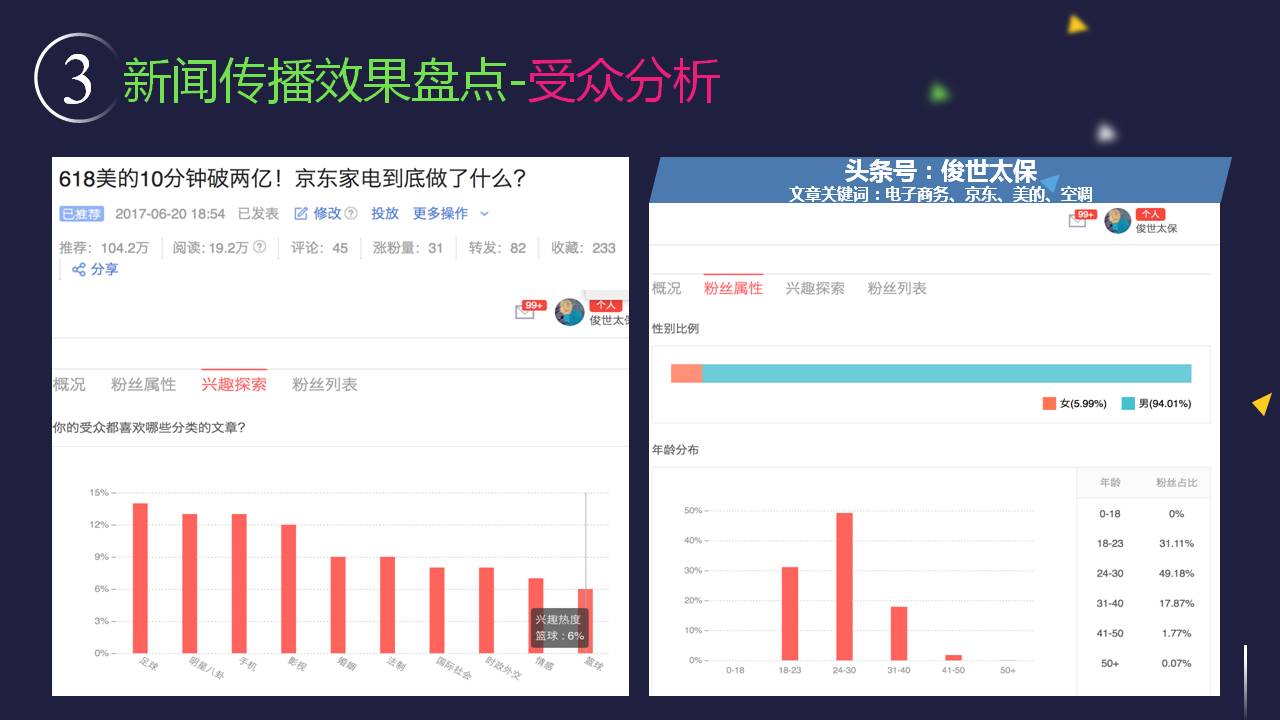 3
新闻传播效果盘点-受众分析
618美的10分钟破两亿！京东家电到底做了什么？
已推荐 2017-06-20 18:54 已发表 修改 ? 投放 更多操作
推荐：104.2万 阅读：19.2万 ? 评论：45 涨粉量：31 转发：82 收藏：233
分享
99+ 个人
俊世太保
概况 粉丝属性 兴趣探索 粉丝列表
你的受众都喜欢哪些分类的文章？
15%
12%
9%
6%
3%
0%
兴趣热度
篮球 : 6%
足球 明星八卦 手机 影视 婚姻 法制 国际社会 时政外交 情感 篮球
头条号：俊世太保
文章关键词：电子商务、京东、美的、空调
99+ 个人
俊世太保
概况 粉丝属性 兴趣探索 粉丝列表
性别比例
女(5.99%) 男(94.01%)
年龄分布
50%
40%
30%
20%
10%
0%
0-18 18-23 24-30 31-40 41-50 50+
年龄 粉丝占比
0-18 0%
18-23 31.11%
24-30 49.18%
31-40 17.87%
41-50 1.77%
50+ 0.07%